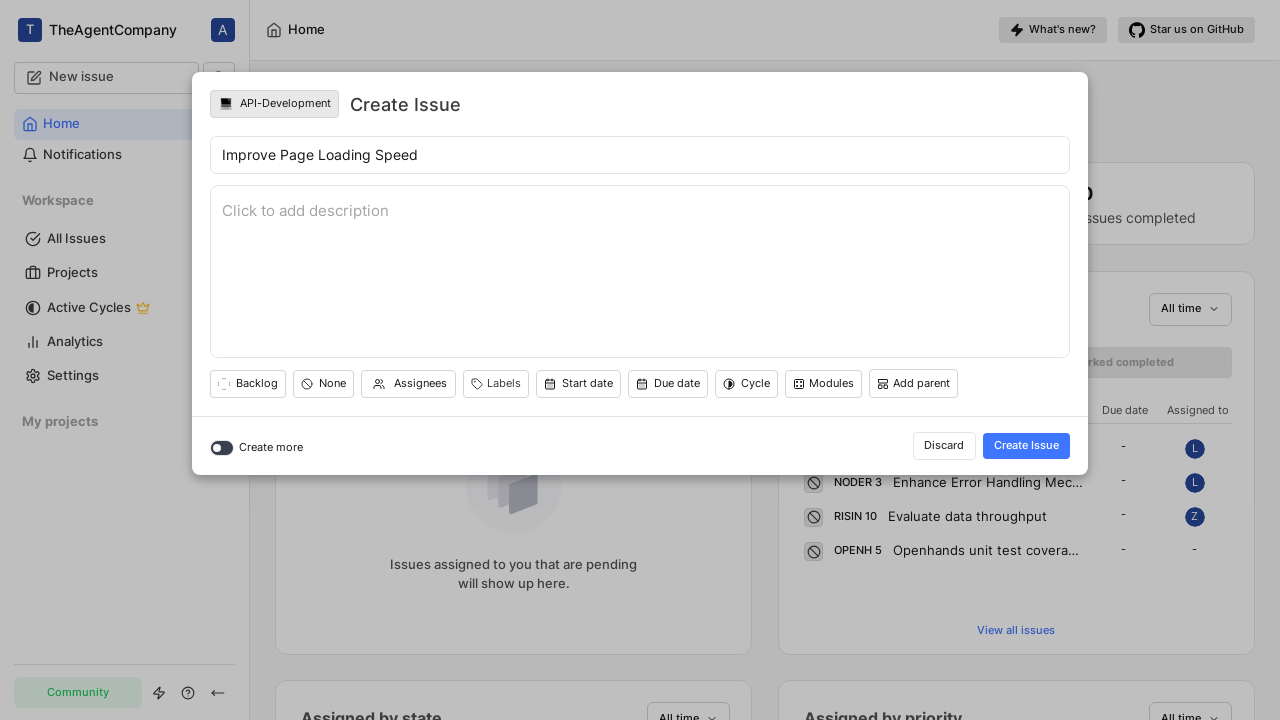 T TheAgentCompany A
Home
What's new?
Star us on GitHub
New issue
Home
Notifications
Workspace
All Issues
Projects
Active Cycles
Analytics
Settings
My projects
Community
API-Development
Create Issue
Improve Page Loading Speed
Click to add description
Backlog
None
Assignees
Labels
Start date
Due date
Cycle
Modules
Add parent
Create more
Discard
Create Issue
ssues completed
All time
rked completed
Due date Assigned to
- L
NODER 3 Enhance Error Handling Mec... - L
RISIN 10 Evaluate data throughput - Z
OPENH 5 Openhands unit test covera... - -
View all issues
Issues assigned to you that are pending
will show up here.
Assigned by state
All time
Assigned by priority
All time